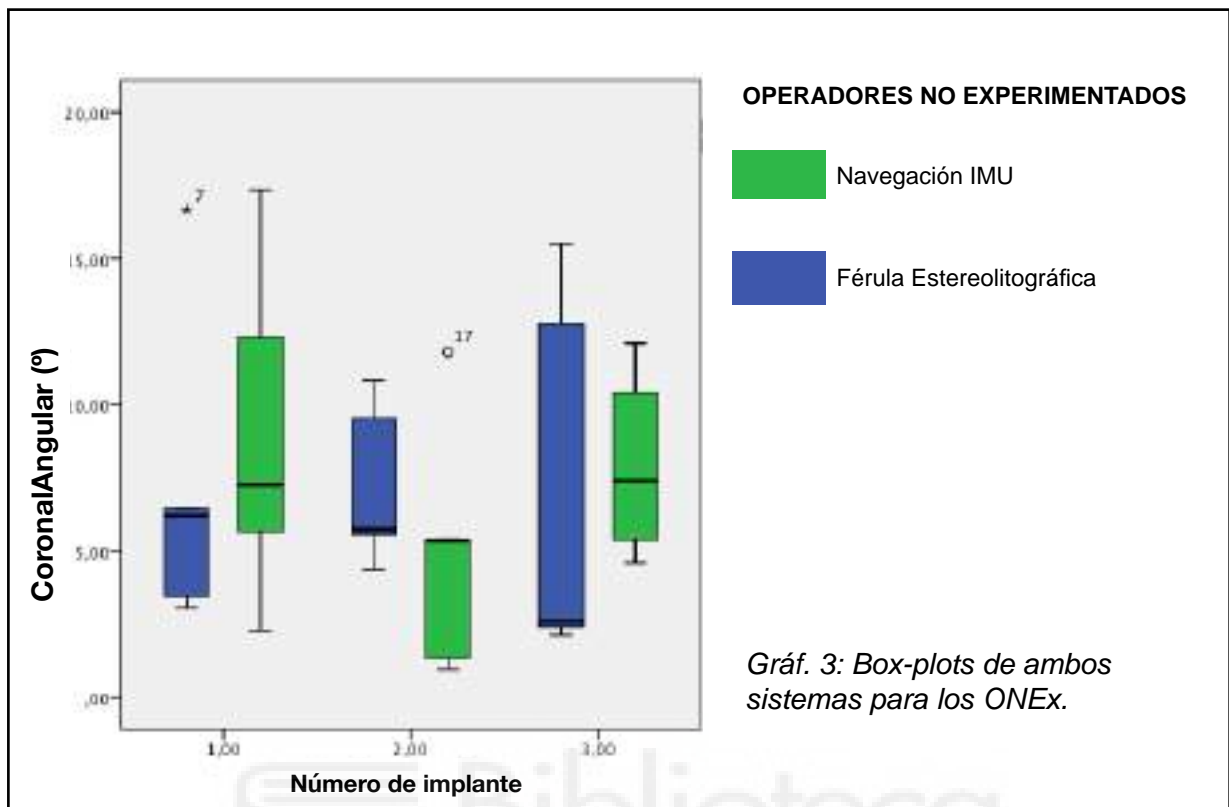 20,00
15,00
10,00
5,00
,00
CoronalAngular (º)
*7
17
1,00
2,00
3,00
Número de implante
OPERADORES NO EXPERIMENTADOS
Navegación IMU
Férula Estereolitográfica
Gráf. 3: Box-plots de ambos
sistemas para los ONEx.
Biblioteca